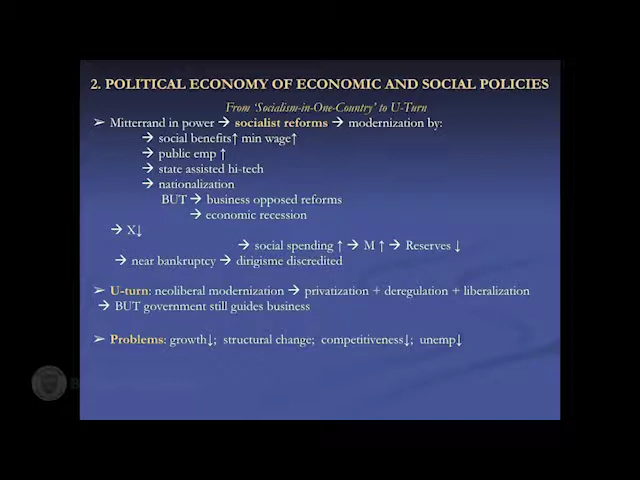 2. POLITICAL ECONOMY OF ECONOMIC AND SOCIAL POLICIES
From 'Socialism-in-One-Country' to U-Turn
➢ Mitterrand in power → socialist reforms → modernization by:
→ social benefits↑ min wage↑
→ public emp ↑
→ state assisted hi-tech
→ nationalization
BUT → business opposed reforms
→ economic recession
→ X↓
→ social spending ↑ → M ↑ → Reserves ↓
→ near bankruptcy → dirigisme discredited
➢ U-turn: neoliberal modernization → privatization + deregulation + liberalization
→ BUT government still guides business
➢ Problems: growth↓; structural change; competitiveness↓; unemp↓